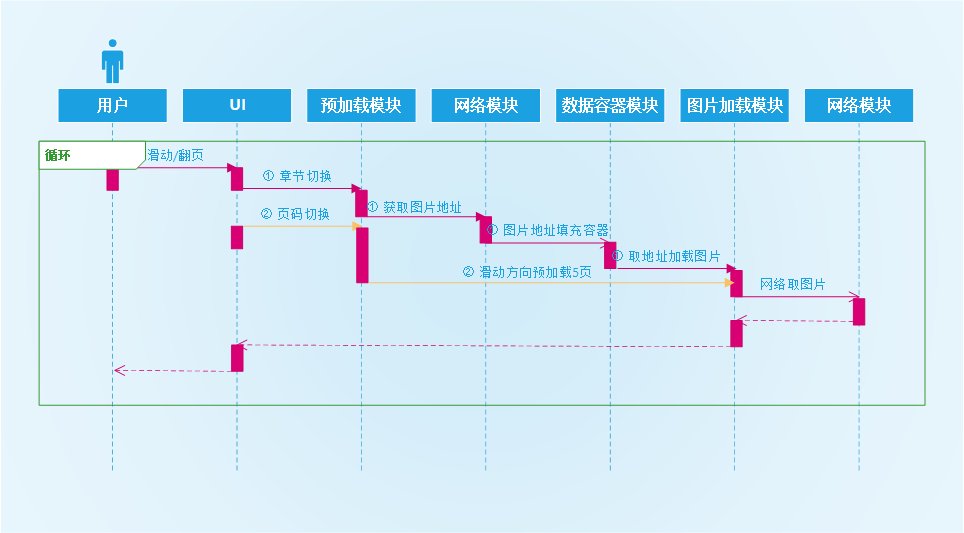 用户
UI
预加载模块
网络模块
数据容器模块
图片加载模块
网络模块
循环
滑动/翻页
① 章节切换
① 获取图片地址
② 页码切换
① 图片地址填充容器
① 取地址加载图片
② 滑动方向预加载5页
网络取图片